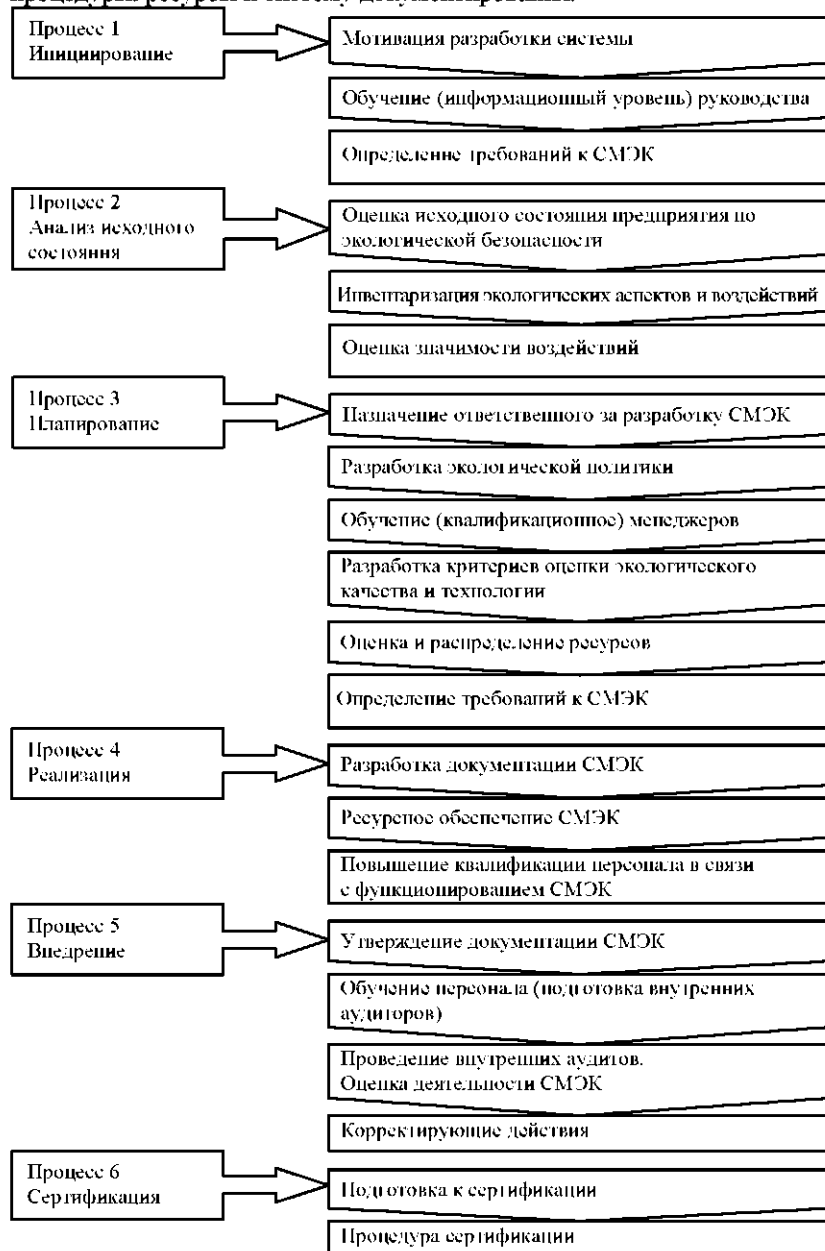 Процесс 1
Инициирование
Мотивация разработки системы
Обучение (информационный уровень) руководства
Определение требований к СМЭК
Процесс 2
Анализ исходного
состояния
Оценка исходного состояния предприятия по
экологической безопасности
Инвентаризация экологических аспектов и воздействий
Оценка значимости воздействий
Процесс 3
Планирование
Назначение ответственного за разработку СМЭК
Разработка экологической политики
Обучение (квалификационное) менеджеров
Разработка критериев оценки экологического
качества и технологии
Оценка и распределение ресурсов
Определение требований к СМЭК
Процесс 4
Реализация
Разработка документации СМЭК
Ресурсное обеспечение СМЭК
Повышение квалификации персонала в связи
с функционированием СМЭК
Процесс 5
Внедрение
Утверждение документации СМЭК
Обучение персонала (подготовка внутренних
аудиторов)
Проведение внутренних аудитов.
Оценка деятельности СМЭК
Корректирующие действия
Процесс 6
Сертификация
Подготовка к сертификации
Процедура сертификации